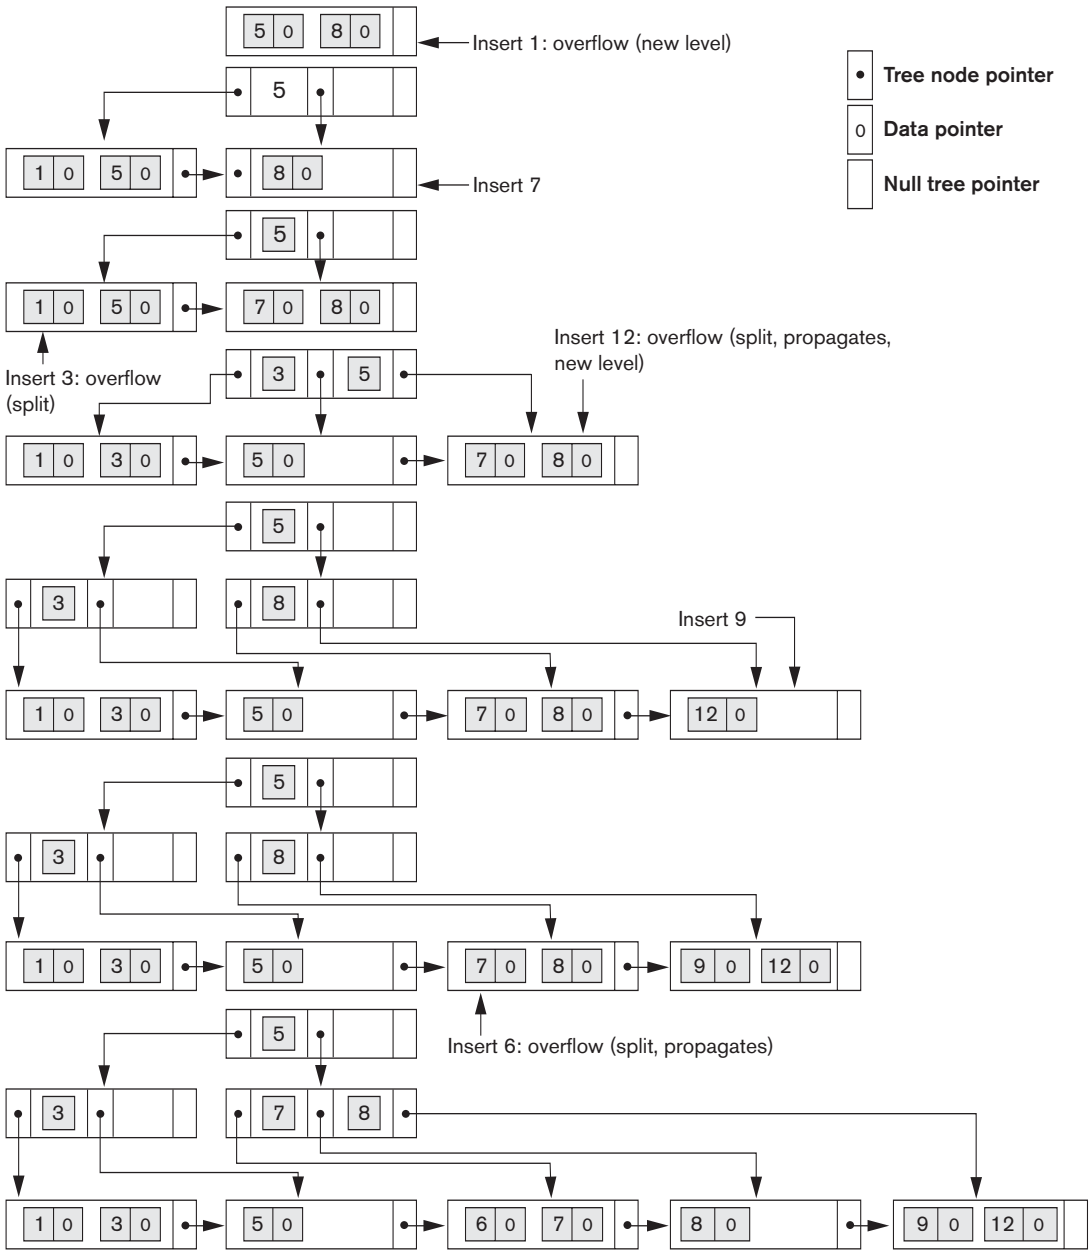 5 0 8 0
Insert 1: overflow (new level)
Tree node pointer
5
0 Data pointer
1 0 5 0 8 0
Insert 7
Null tree pointer
5
1 0 5 0 7 0 8 0
Insert 12: overflow (split, propagates,
new level)
Insert 3: overflow
(split)
3 5
1 0 3 0 5 0 7 0 8 0
5
3 8
Insert 9
1 0 3 0 5 0 7 0 8 0 12 0
5
3 8
1 0 3 0 5 0 7 0 8 0 9 0 12 0
Insert 6: overflow (split, propagates)
5
3 7 8
1 0 3 0 5 0 6 0 7 0 8 0 9 0 12 0